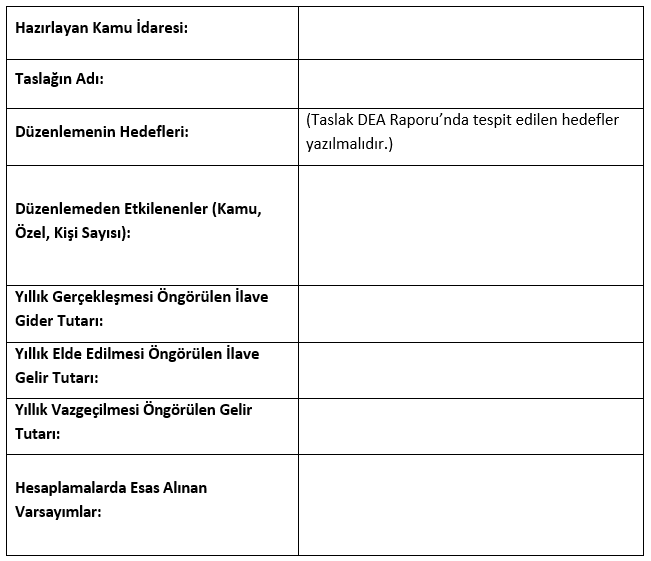 Hazırlayan Kamu İdaresi:
Taslağın Adı:
Düzenlemenin Hedefleri:
(Taslak DEA Raporu’nda tespit edilen hedefler
yazılmalıdır.)
Düzenlemeden Etkilenenler (Kamu,
Özel, Kişi Sayısı):
Yıllık Gerçekleşmesi Öngörülen İlave
Gider Tutarı:
Yıllık Elde Edilmesi Öngörülen İlave
Gelir Tutarı:
Yıllık Vazgeçilmesi Öngörülen Gelir
Tutarı:
Hesaplamalarda Esas Alınan
Varsayımlar: